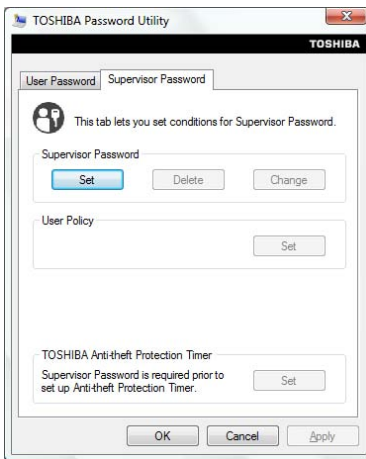 TOSHIBA Password Utility
TOSHIBA
User Password Supervisor Password
This tab lets you set conditions for Supervisor Password.
Supervisor Password
Set Delete Change
User Policy
Set
TOSHIBA Anti-theft Protection Timer
Supervisor Password is required prior to
set up Anti-theft Protection Timer.
Set
OK Cancel Apply